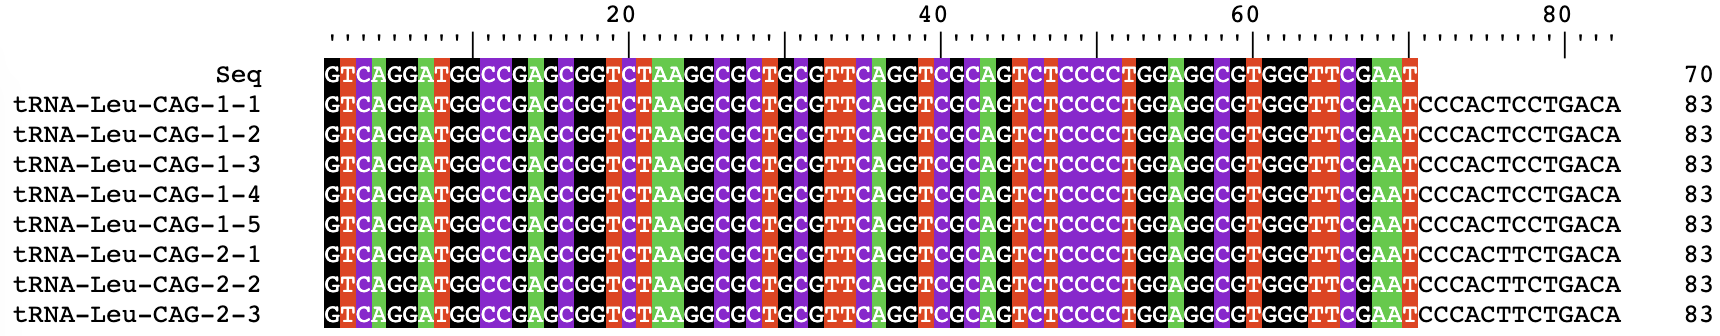 20 40 60 80
Seq GTCAGGATGGCCGAGCGGTCTAAGGCGCTGCGTTCAGGTCGCAGTCTCCCCTGGAGGCGTGGGTTCGAAT 70
tRNA-Leu-CAG-1-1 GTCAGGATGGCCGAGCGGTCTAAGGCGCTGCGTTCAGGTCGCAGTCTCCCCTGGAGGCGTGGGTTCGAATCCCACTCCTGACA 83
tRNA-Leu-CAG-1-2 GTCAGGATGGCCGAGCGGTCTAAGGCGCTGCGTTCAGGTCGCAGTCTCCCCTGGAGGCGTGGGTTCGAATCCCACTCCTGACA 83
tRNA-Leu-CAG-1-3 GTCAGGATGGCCGAGCGGTCTAAGGCGCTGCGTTCAGGTCGCAGTCTCCCCTGGAGGCGTGGGTTCGAATCCCACTCCTGACA 83
tRNA-Leu-CAG-1-4 GTCAGGATGGCCGAGCGGTCTAAGGCGCTGCGTTCAGGTCGCAGTCTCCCCTGGAGGCGTGGGTTCGAATCCCACTCCTGACA 83
tRNA-Leu-CAG-1-5 GTCAGGATGGCCGAGCGGTCTAAGGCGCTGCGTTCAGGTCGCAGTCTCCCCTGGAGGCGTGGGTTCGAATCCCACTCCTGACA 83
tRNA-Leu-CAG-2-1 GTCAGGATGGCCGAGCGGTCTAAGGCGCTGCGTTCAGGTCGCAGTCTCCCCTGGAGGCGTGGGTTCGAATCCCACTTCTGACA 83
tRNA-Leu-CAG-2-2 GTCAGGATGGCCGAGCGGTCTAAGGCGCTGCGTTCAGGTCGCAGTCTCCCCTGGAGGCGTGGGTTCGAATCCCACTTCTGACA 83
tRNA-Leu-CAG-2-3 GTCAGGATGGCCGAGCGGTCTAAGGCGCTGCGTTCAGGTCGCAGTCTCCCCTGGAGGCGTGGGTTCGAATCCCACTTCTGACA 83